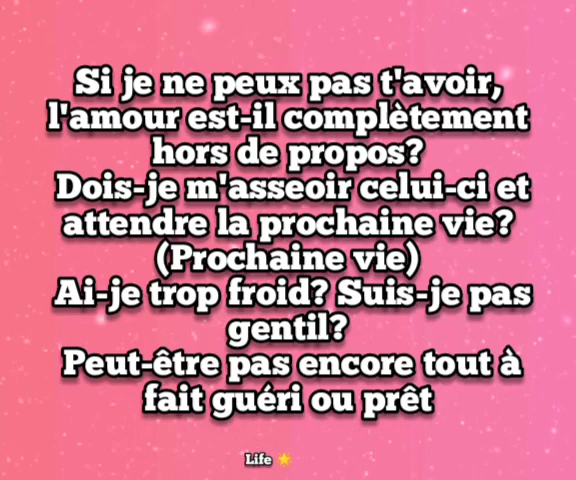 Si je ne peux pas t'avoir,
l'amour est-il complètement
hors de propos?
Dois-je m'asseoir celui-ci et
attendre la prochaine vie?
(Prochaine vie)
Ai-je trop froid? Suis-je pas
gentil?
Peut-être pas encore tout à
fait guéri ou prêt
Life ⭐